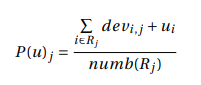 P(u)_j = \frac{\sum_{i \in R_j} dev_{i,j} + u_i}{numb(R_j)}